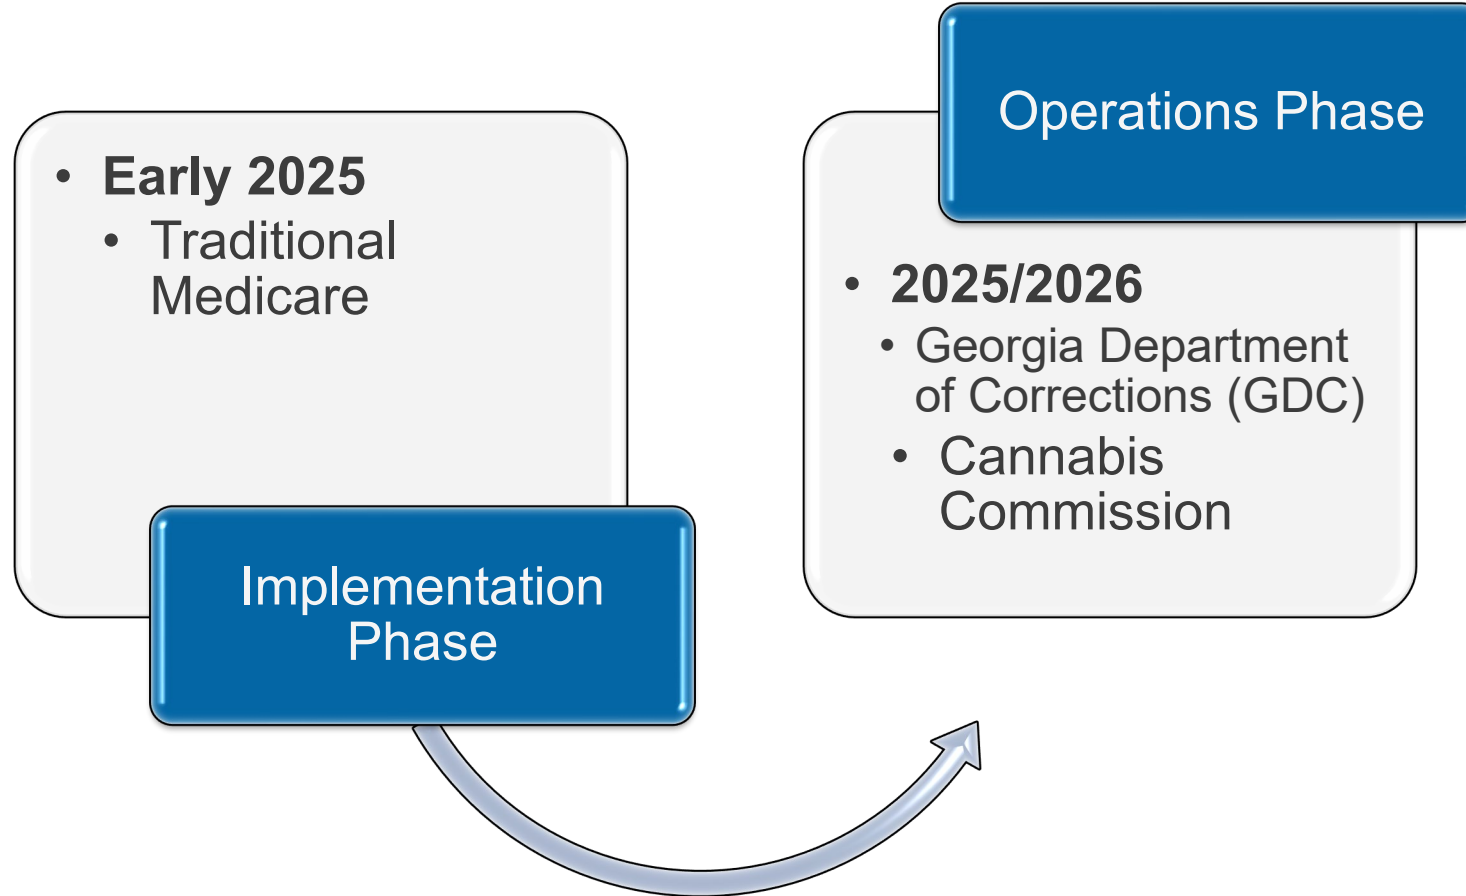 • Early 2025
• Traditional
Medicare
Implementation
Phase
Operations Phase
• 2025/2026
• Georgia Department
of Corrections (GDC)
• Cannabis
Commission